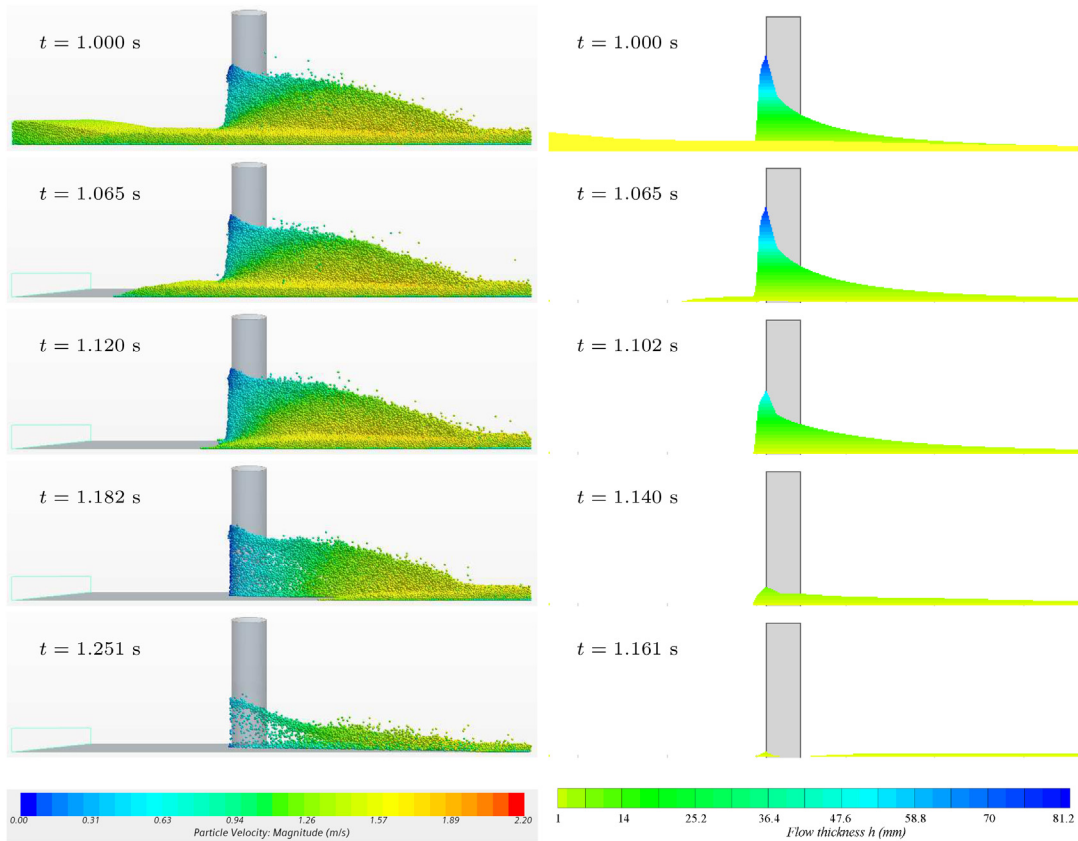 t = 1.000 s
t = 1.000 s
t = 1.065 s
t = 1.065 s
t = 1.120 s
t = 1.102 s
t = 1.182 s
t = 1.140 s
t = 1.251 s
t = 1.161 s
0.00 0.31 0.63 0.94 1.26 1.57 1.89 2.20
Particle Velocity: Magnitude (m/s)
1 14 25.2 36.4 47.6 58.8 70 81.2
Flow thickness h (mm)